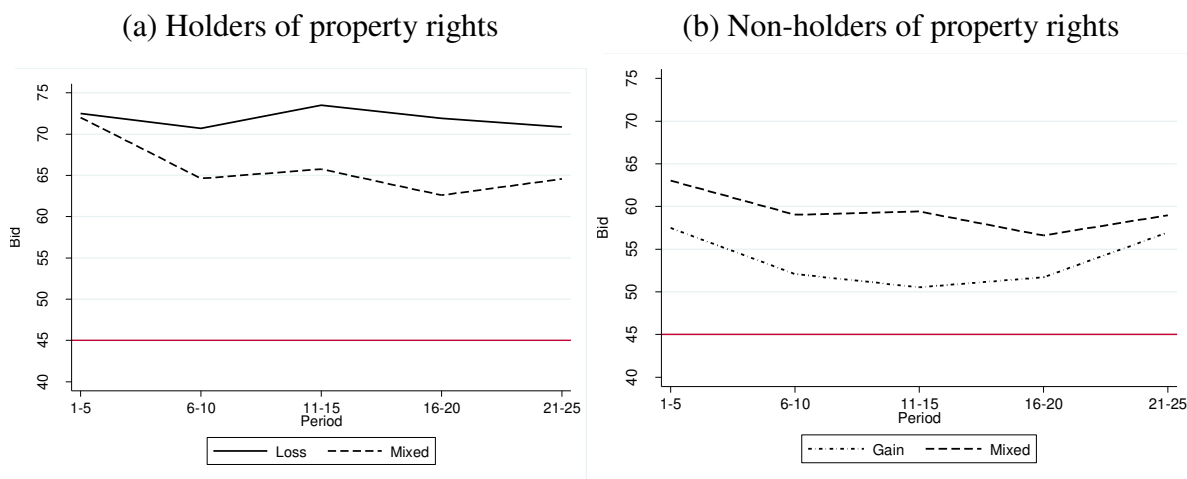 (a) Holders of property rights
75
70
65
60
55
50
45
40
Bid
1-5 6-10 11-15 16-20 21-25
Period
Loss Mixed
(b) Non-holders of property rights
75
70
65
60
55
50
45
40
Bid
1-5 6-10 11-15 16-20 21-25
Period
Gain Mixed